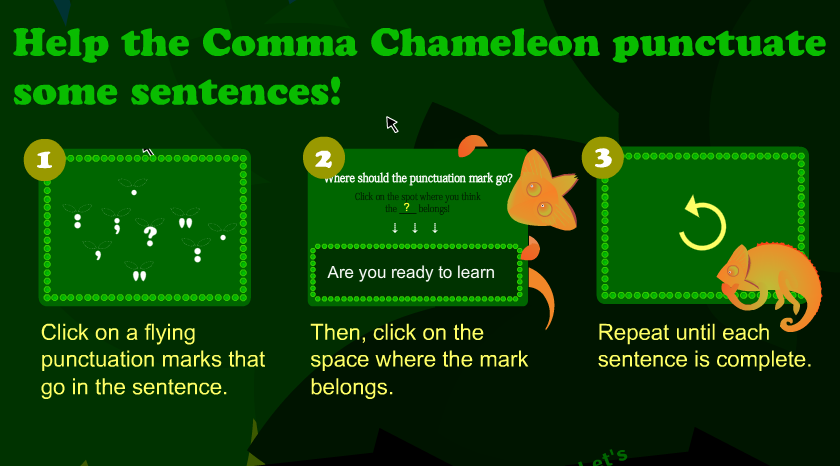 Help the Comma Chameleon punctuate
some sentences!
1
Click on a flying
punctuation marks that
go in the sentence.
2
Where should the punctuation mark go?
Click on the spot where you think
the ? belongs!
Are you ready to learn
Then, click on the
space where the mark
belongs.
3
Repeat until each
sentence is complete.
Let's